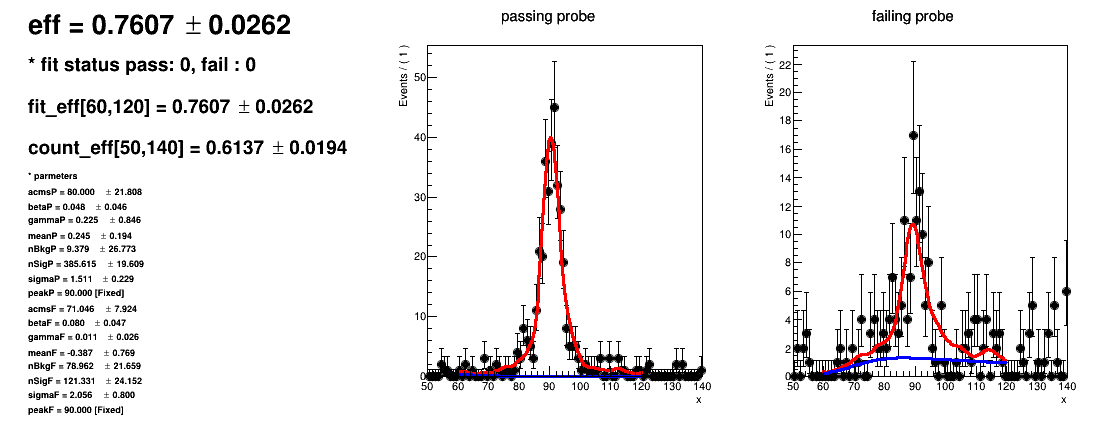 eff = 0.7607 ± 0.0262
* fit status pass: 0, fail : 0
fit_eff[60,120] = 0.7607 ± 0.0262
count_eff[50,140] = 0.6137 ± 0.0194
* parmeters
acmsP = 80.000 ± 21.808
betaP = 0.048 ± 0.046
gammaP = 0.225 ± 0.846
meanP = 0.245 ± 0.194
nBkgP = 9.379 ± 26.773
nSigP = 385.615 ± 19.609
sigmaP = 1.511 ± 0.229
peakP = 90.000 [Fixed]
acmsF = 71.046 ± 7.924
betaF = 0.080 ± 0.047
gammaF = 0.011 ± 0.026
meanF = -0.387 ± 0.769
nBkgF = 78.962 ± 21.659
nSigF = 121.331 ± 24.152
sigmaF = 2.056 ± 0.800
peakF = 90.000 [Fixed]
passing probe
Events / ( 1 )
50
40
30
20
10
0
50 60 70 80 90 100 110 120 130 140
x
failing probe
Events / ( 1 )
22
20
18
16
14
12
10
8
6
4
2
0
50 60 70 80 90 100 110 120 130 140
x